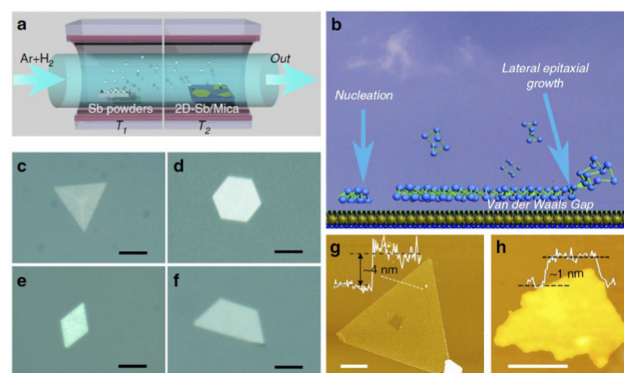 a
Ar+H2
Out
Sb powders
2D-Sb/Mica
T1
T2
b
Nucleation
Lateral epitaxial
growth
Van der Waals Gap
c
d
e
f
g
~4 nm
h
~1 nm